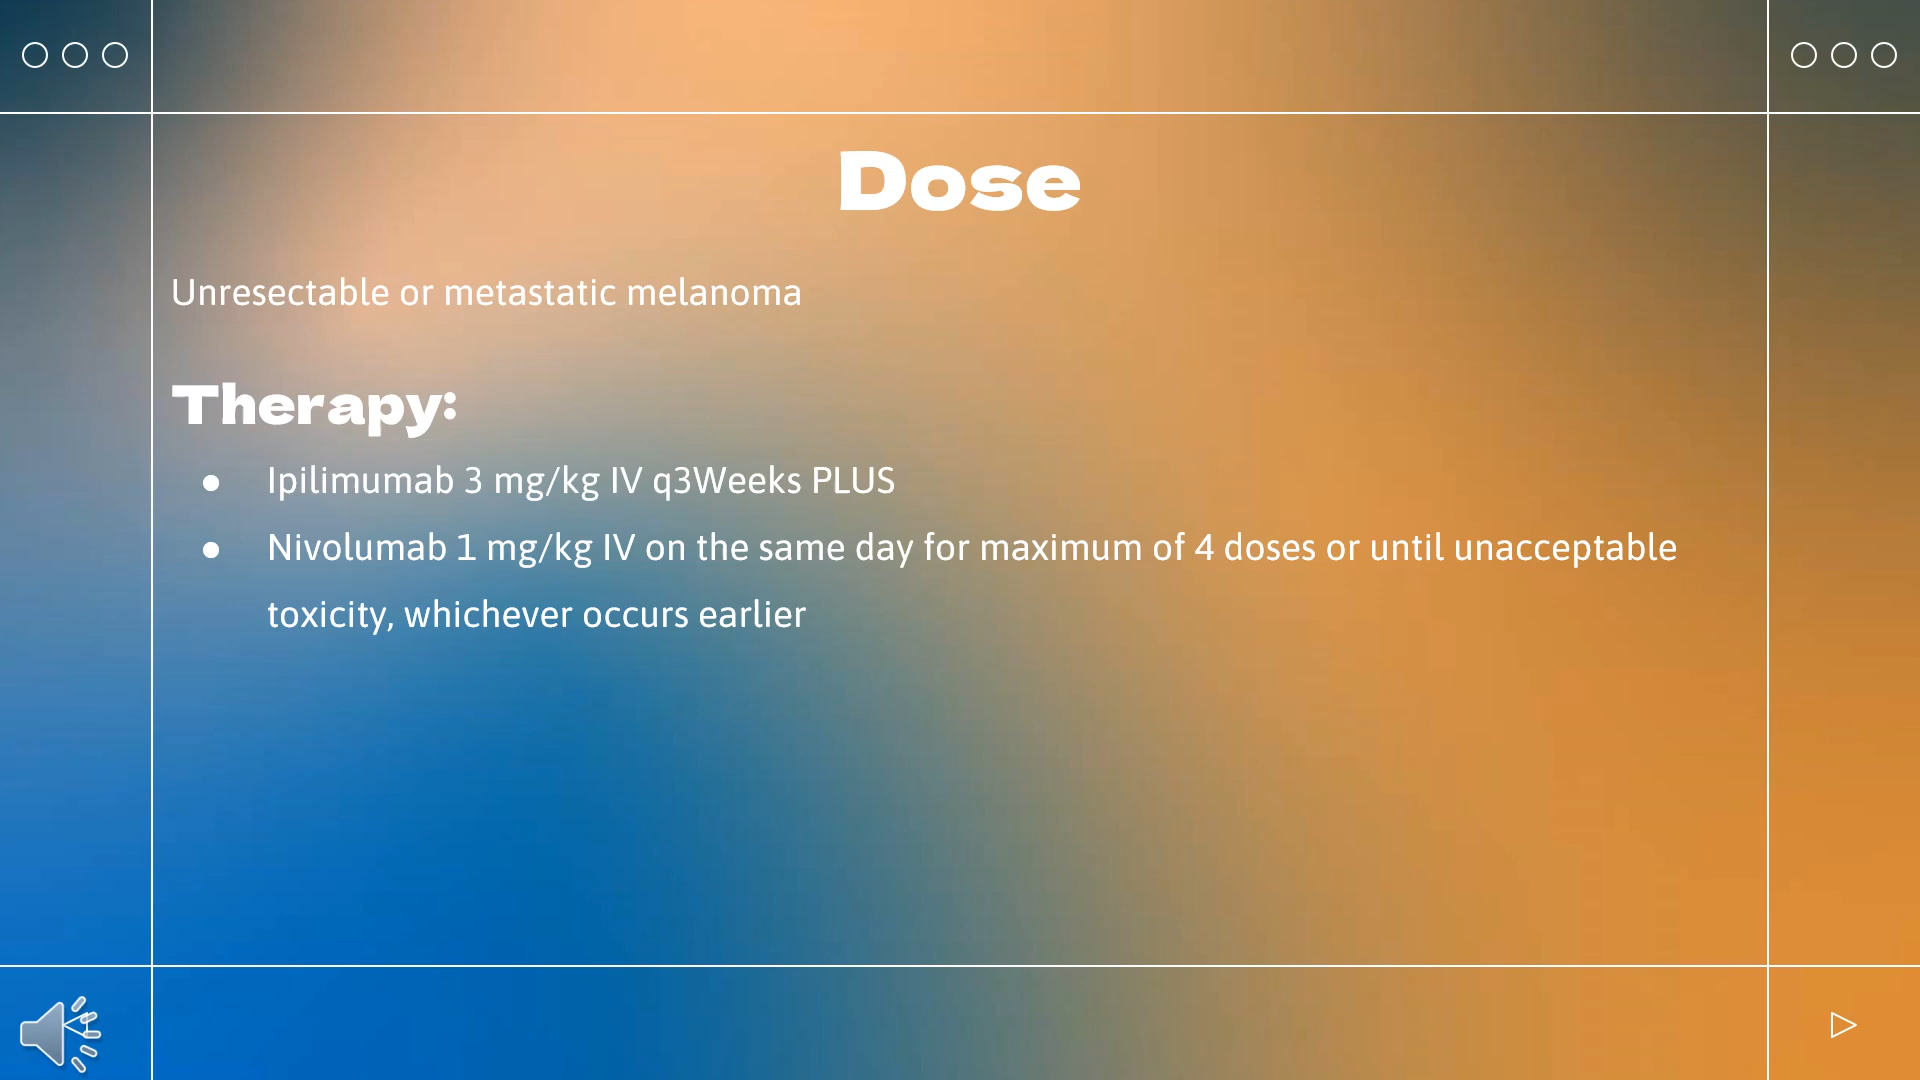 Dose
Unresectable or metastatic melanoma
Therapy:
● Ipilimumab 3 mg/kg IV q3Weeks PLUS
● Nivolumab 1 mg/kg IV on the same day for maximum of 4 doses or until unacceptable
toxicity, whichever occurs earlier